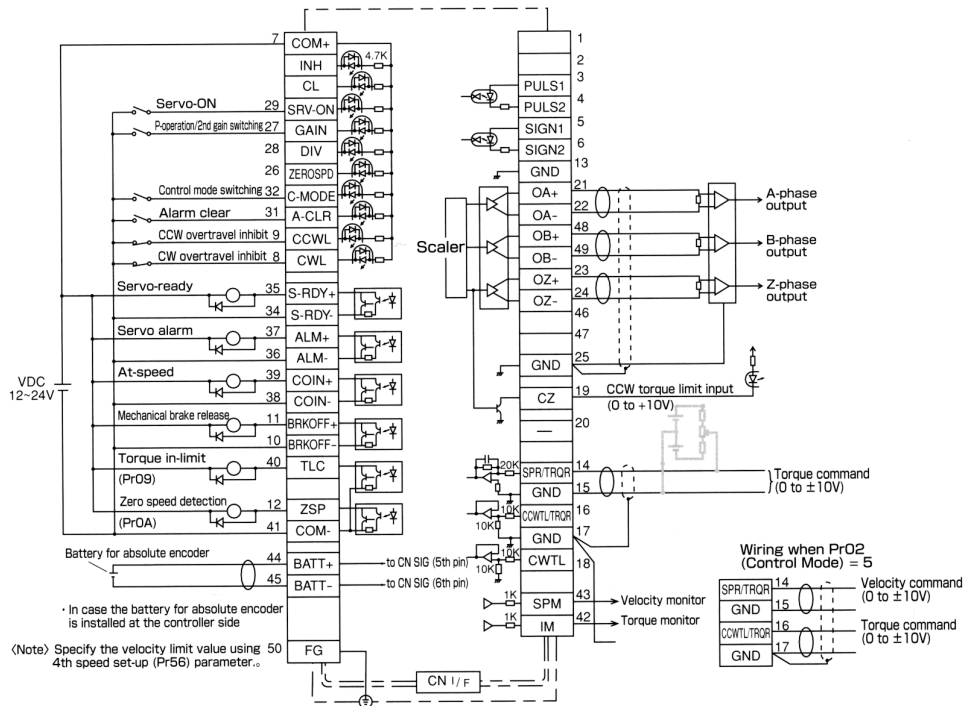 7 COM+
INH 4.7K
CL
Servo-ON 29 SRV-ON
P-operation/2nd gain switching 27 GAIN
28 DIV
26 ZEROSPD
Control mode switching 32 C-MODE
Alarm clear 31 A-CLR
CCW overtravel inhibit 9 CCWL
CW overtravel inhibit 8 CWL
Servo-ready 35 S-RDY+
34 S-RDY-
Servo alarm 37 ALM+
36 ALM-
At-speed 39 COIN+
38 COIN-
VDC
12~24V
Mechanical brake release 11 BRKOFF+
10 BRKOFF-
Torque in-limit 40 TLC
(Pr09)
Zero speed detection 12 ZSP
(Pr0A) 41 COM-
Battery for absolute encoder 44 BATT+ to CN SIG (5th pin)
45 BATT- to CN SIG (6th pin)
· In case the battery for absolute encoder
is installed at the controller side
〈Note〉 Specify the velocity limit value using
4th speed set-up (Pr56) parameter.。
50 FG
CN I/F
1
2
3
PULS1
4
PULS2
5
SIGN1
6
SIGN2
13
GND
21
OA+
22
OA-
A-phase
output
48
OB+
49
OB-
B-phase
output
Scaler
23
OZ+
24
OZ-
Z-phase
output
46
47
25
GND
19
CZ
CCW torque limit input
(0 to +10V)
20
—
20K SPR/TRQR 14
GND 15
Torque command
(0 to ±10V)
10K CCWTL/TRQR 16
10K GND 17
10K CWTL 18
10K
1K SPM 43 Velocity monitor
1K IM 42 Torque monitor
Wiring when Pr02
(Control Mode) = 5
SPR/TRQR 14 Velocity command
GND 15 (0 to ±10V)
CCWTL/TRQR 16 Torque command
GND 17 (0 to ±10V)